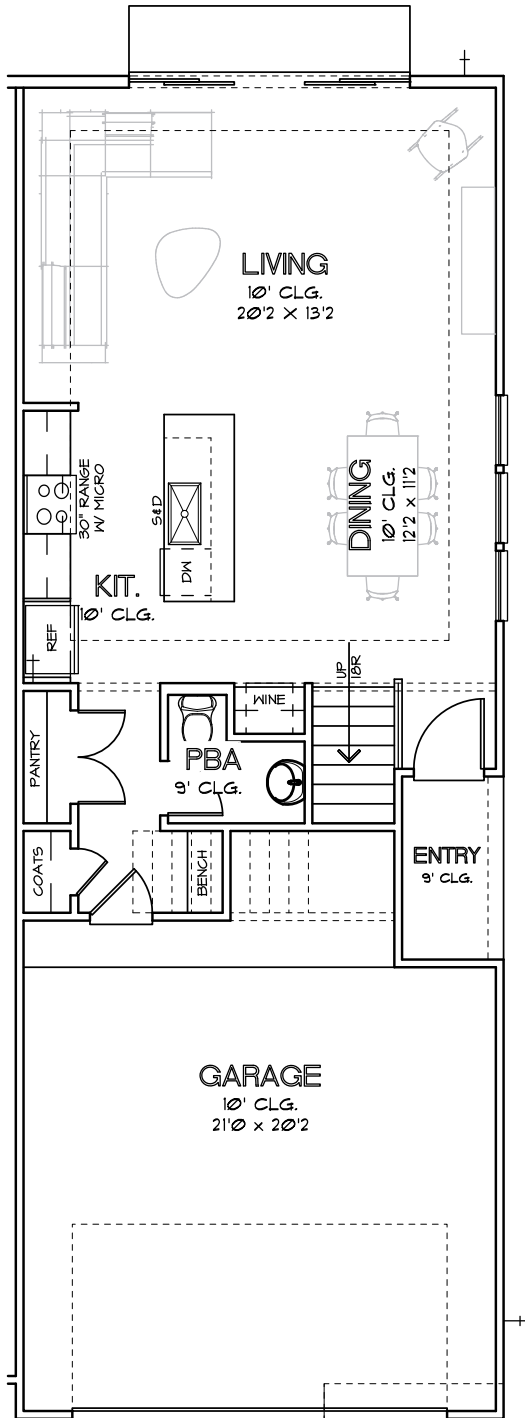 LIVING
10' CLG.
20'2 X 13'2
30" RANGE
W/ MICRO
S&D
DW
DINING
10' CLG.
12'2 x 11'2
KIT.
10' CLG.
REF
UP
18R
WINE
PANTRY
PBA
9' CLG.
COATS
BENCH
ENTRY
9' CLG.
GARAGE
10' CLG.
21'0 x 20'2